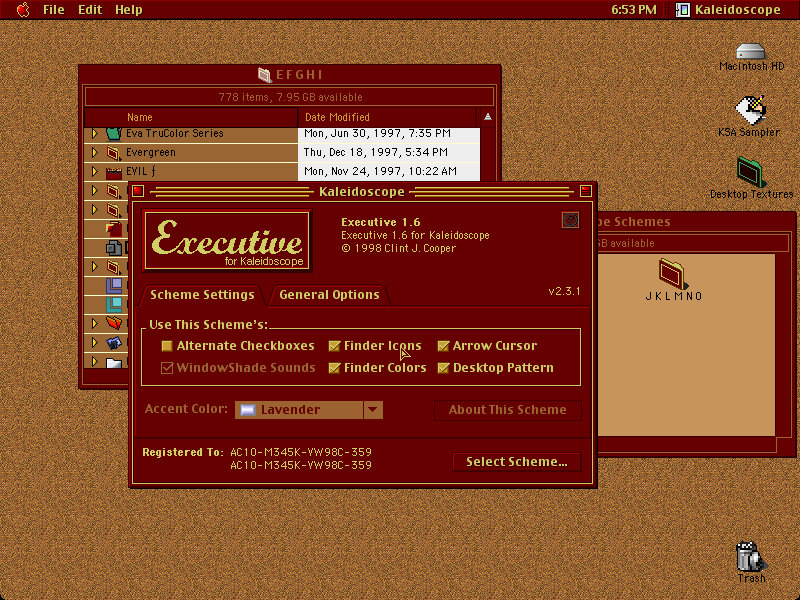 File Edit Help
6:53 PM Kaleidoscope
Macintosh HD
KSA Sampler
Desktop Textures
Trash
E F G H I
778 items, 7.95 GB available
Name Date Modified
Eva TruColor Series Mon, Jun 30, 1997, 7:35 PM
Evergreen Thu, Dec 18, 1997, 5:34 PM
EVIL ƒ Mon, Nov 24, 1997, 10:22 AM
Kaleidoscope
Executive
for Kaleidoscope
Executive 1.6
Executive 1.6 for Kaleidoscope
© 1998 Clint J. Cooper
Scheme Settings General Options v2.3.1
Use This Scheme's:
Alternate Checkboxes Finder Icons Arrow Cursor
WindowShade Sounds Finder Colors Desktop Pattern
Accent Color: Lavender About This Scheme
Registered To: AC10-M345K-YW98C-359
AC10-M345K-YW98C-359
Select Scheme...
pe Schemes
GB available
J K L M N O